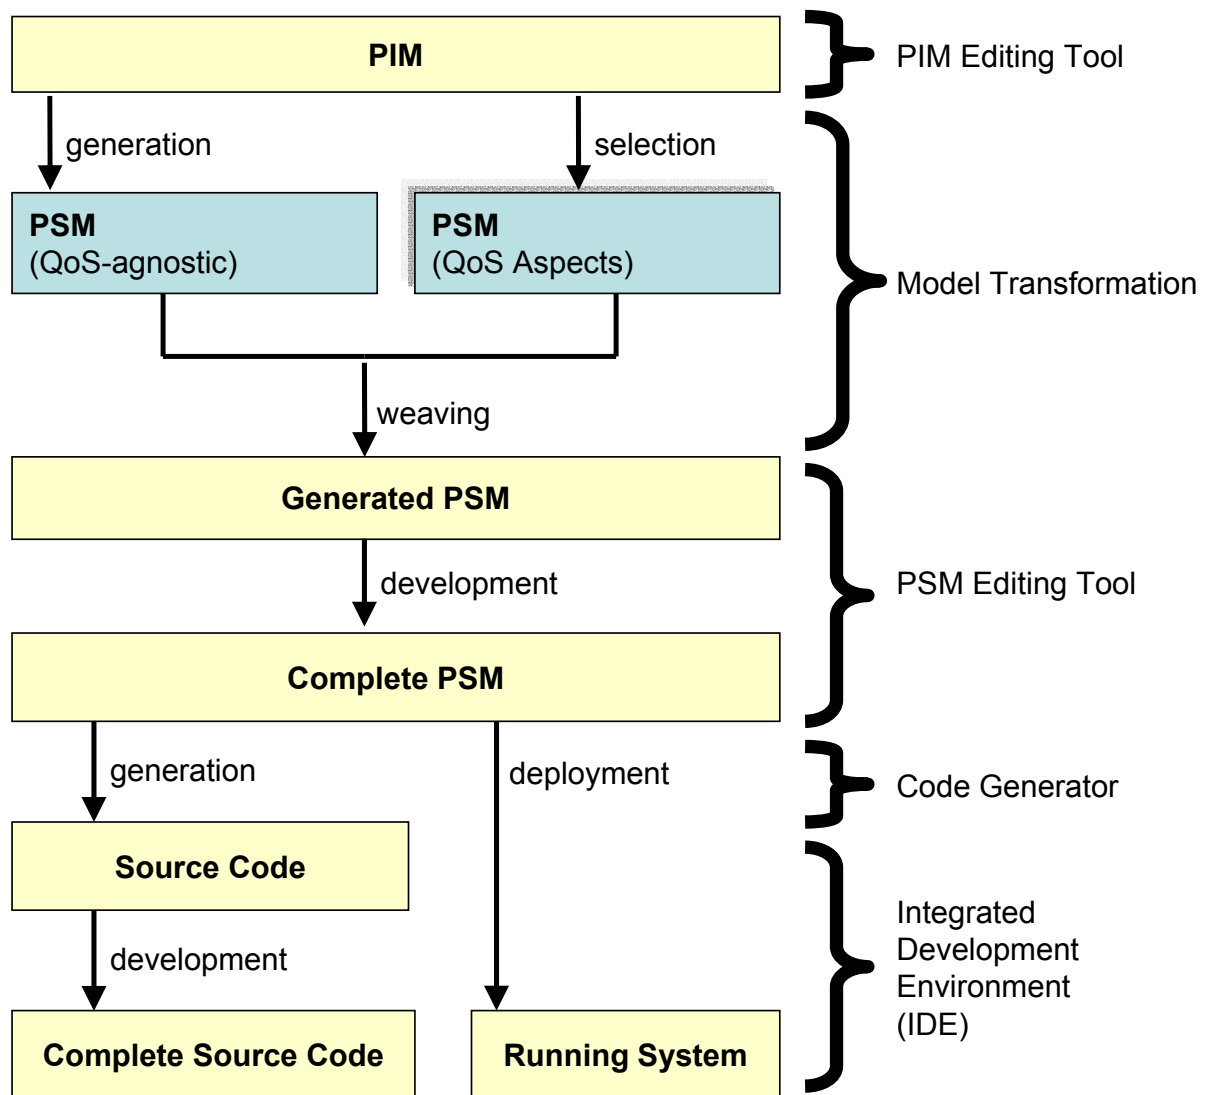 PIM
PIM Editing Tool
generation
selection
PSM
(QoS-agnostic)
PSM
(QoS Aspects)
Model Transformation
weaving
Generated PSM
development
PSM Editing Tool
Complete PSM
generation
deployment
Code Generator
Source Code
development
Integrated
Development
Environment
(IDE)
Complete Source Code
Running System